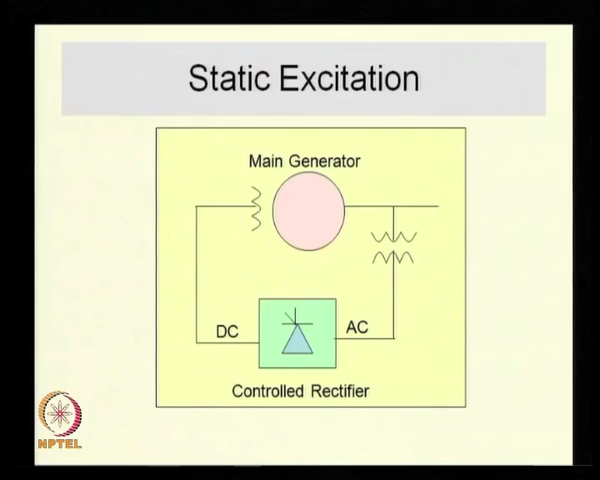 Static Excitation
Main Generator
DC
AC
Controlled Rectifier
NPTEL